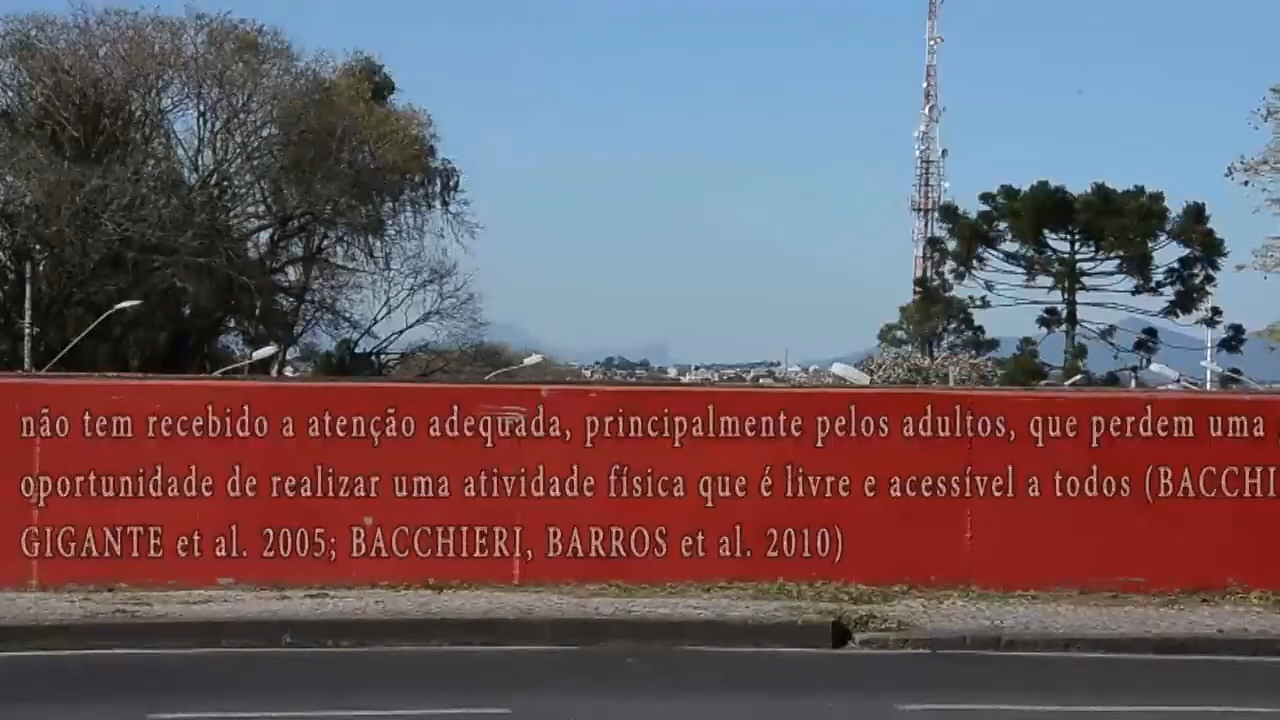 não tem recebido a atenção adequada, principalmente pelos adultos, que perdem uma
oportunidade de realizar uma atividade física que é livre e acessível a todos (BACCHI
GIGANTE et al. 2005; BACCHIERI, BARROS et al. 2010)